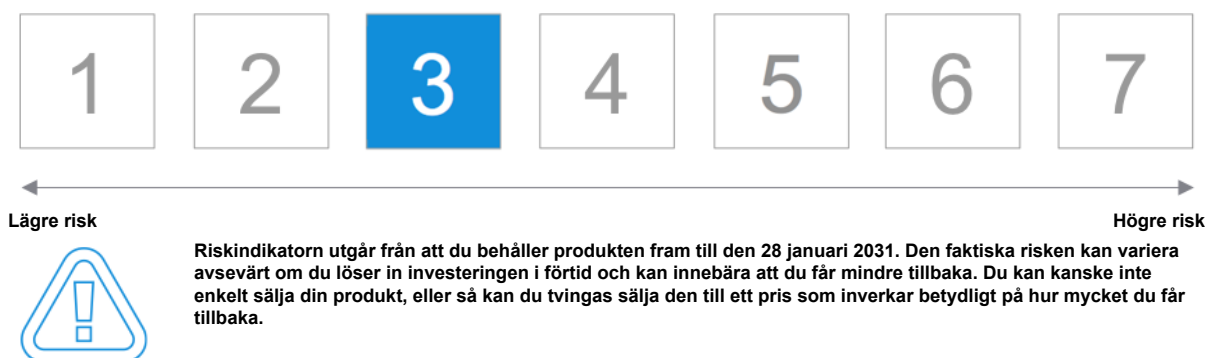 1 2 3 4 5 6 7
Lägre risk Högre risk
Riskindikatorn utgår från att du behåller produkten fram till den 28 januari 2031. Den faktiska risken kan variera
avsevärt om du löser in investeringen i förtid och kan innebära att du får mindre tillbaka. Du kan kanske inte
enkelt sälja din produkt, eller så kan du tvingas sälja den till ett pris som inverkar betydligt på hur mycket du får
tillbaka.